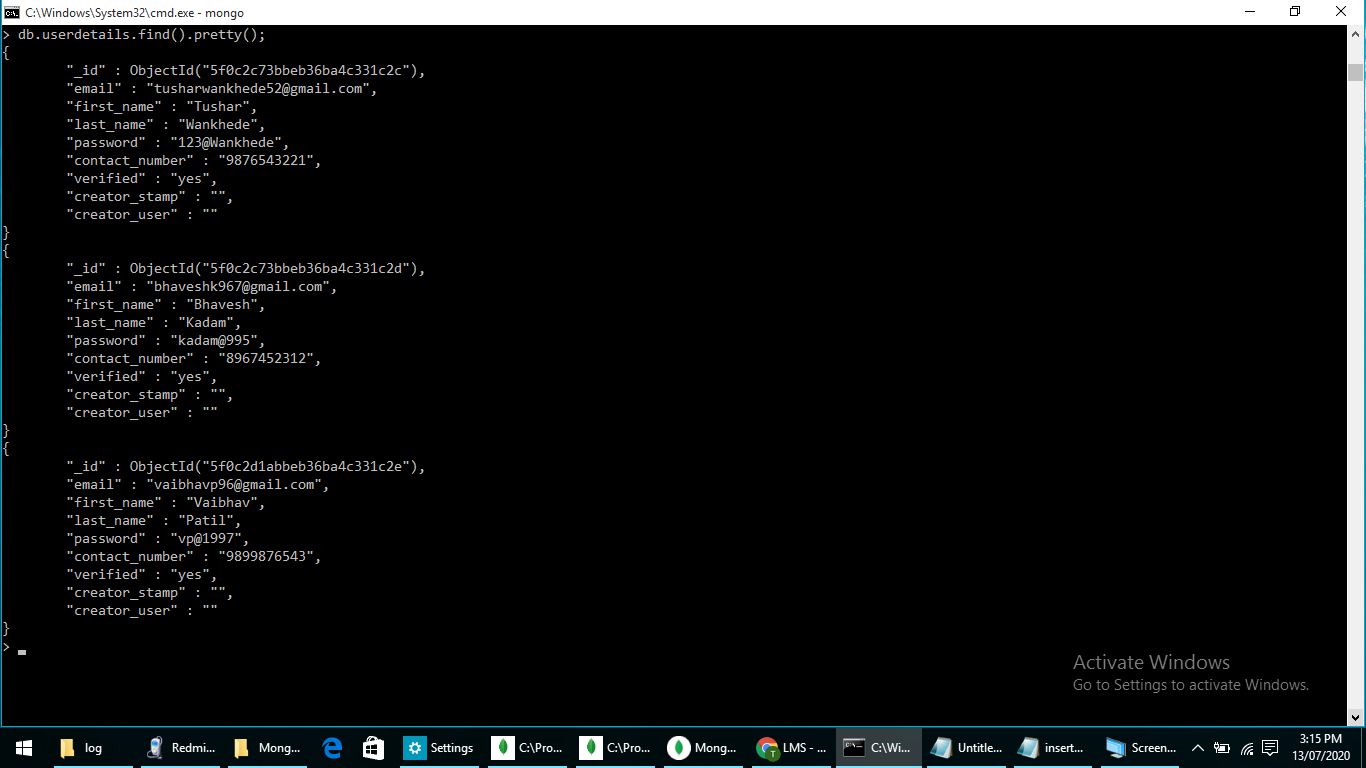 C:\Windows\System32\cmd.exe - mongo
> db.userdetails.find().pretty();
{
"_id" : ObjectId("5f0c2c73bbeb36ba4c331c2c"),
"email" : "tusharwankhede52@gmail.com",
"first_name" : "Tushar",
"last_name" : "Wankhede",
"password" : "123@Wankhede",
"contact_number" : "9876543221",
"verified" : "yes",
"creator_stamp" : "",
"creator_user" : ""
}
{
"_id" : ObjectId("5f0c2c73bbeb36ba4c331c2d"),
"email" : "bhaveshk967@gmail.com",
"first_name" : "Bhavesh",
"last_name" : "Kadam",
"password" : "kadam@995",
"contact_number" : "8967452312",
"verified" : "yes",
"creator_stamp" : "",
"creator_user" : ""
}
{
"_id" : ObjectId("5f0c2d1abbeb36ba4c331c2e"),
"email" : "vaibhavp96@gmail.com",
"first_name" : "Vaibhav",
"last_name" : "Patil",
"password" : "vp@1997",
"contact_number" : "9899876543",
"verified" : "yes",
"creator_stamp" : "",
"creator_user" : ""
}
>
Activate Windows
Go to Settings to activate Windows.
log Redmi... Mong... Settings C:\Pro... C:\Pro... Mong... LMS - ... C:\Wi... Untitle... insert... Screen...
3:15 PM
13/07/2020